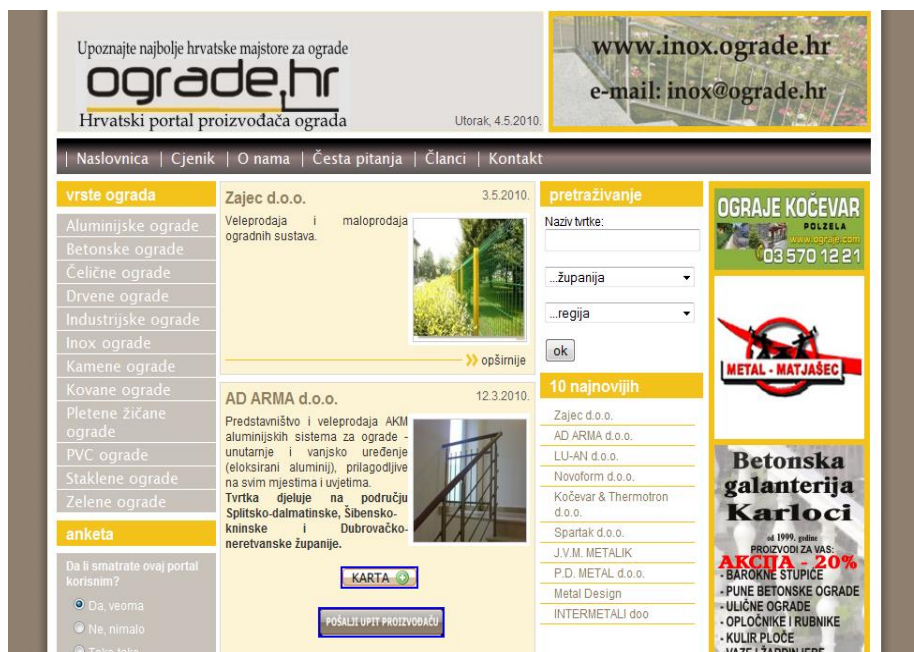 Upoznajte najbolje hrvatske majstore za ograde
ograde.hr
Hrvatski portal proizvođača ograda
Utorak, 4.5.2010.
www.inox.ograde.hr
e-mail: inox@ograde.hr
| Naslovnica | Cjenik | O nama | Česta pitanja | Članci | Kontakt
vrste ograda
Aluminijske ograde
Betonske ograde
Čelične ograde
Drvene ograde
Industrijske ograde
Inox ograde
Kamene ograde
Kovane ograde
Pletene žičane
ograde
PVC ograde
Staklene ograde
Zelene ograde
anketa
Da li smatrate ovaj portal
korisnim?
Da, veoma
Ne, nimalo
Tako-tako
Zajec d.o.o.
3.5.2010.
Veleprodaja i maloprodaja
ogradnih sustava.
opširnije
AD ARMA d.o.o.
12.3.2010.
Predstavništvo i veleprodaja AKM
aluminijskih sistema za ograde -
unutarnje i vanjsko uređenje
(eloksirani aluminij), prilagodljive
na svim mjestima i uvjetima.
Tvrtka djeluje na području
Splitsko-dalmatinske, Šibensko-
kninske i Dubrovačko-
neretvanske županije.
KARTA
POŠALJI UPIT PROIZVOĐAČU
pretraživanje
Naziv tvrtke:
...županija
...regija
ok
10 najnovijih
Zajec d.o.o.
AD ARMA d.o.o.
LU-AN d.o.o.
Novoform d.o.o.
Kočevar & Thermotron
d.o.o.
Spartak d.o.o.
J.V.M. METALIK
P.D. METAL d.o.o.
Metal Design
INTERMETALI doo
OGRAJE KOČEVAR
POLZELA
www.ograje.com
03 570 12 21
METAL - MATJAŠEC
Betonska
galanterija
Karloci
od 1999. godine
PROIZVODI ZA VAS:
AKCIJA - 20%
- BAROKNE STUPIĆE
- PUNE BETONSKE OGRADE
- ULIČNE OGRADE
- OPLOČNIKE I RUBNIKE
- KULIR PLOČE
- VAZE I ŽARDINJERE